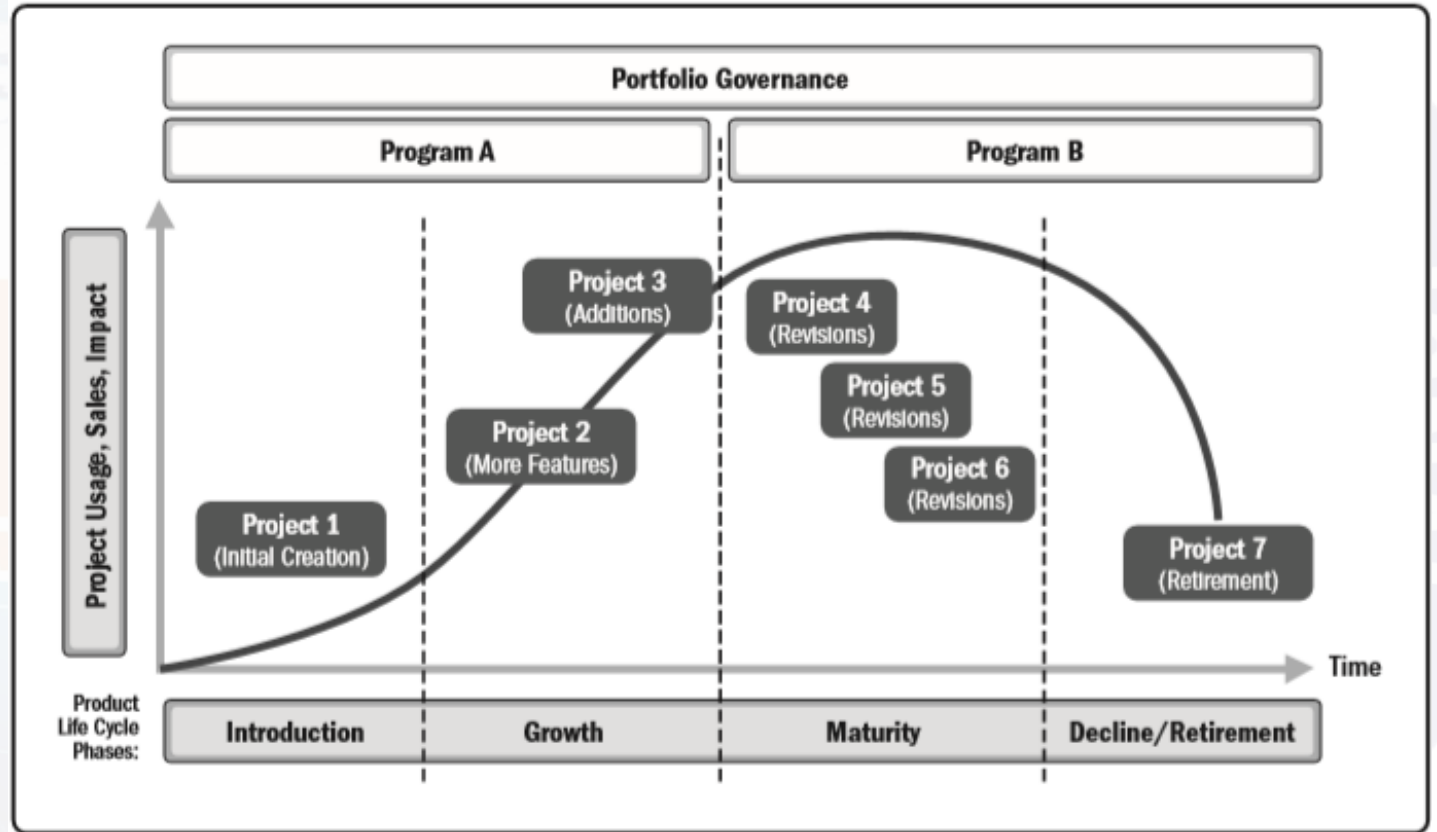 Portfolio Governance
Program A
Program B
Project Usage, Sales, Impact
Project 3
(Additions)
Project 4
(Revisions)
Project 5
(Revisions)
Project 2
(More Features)
Project 6
(Revisions)
Project 1
(Initial Creation)
Project 7
(Retirement)
Time
Product
Life Cycle
Phases:
Introduction
Growth
Maturity
Decline/Retirement